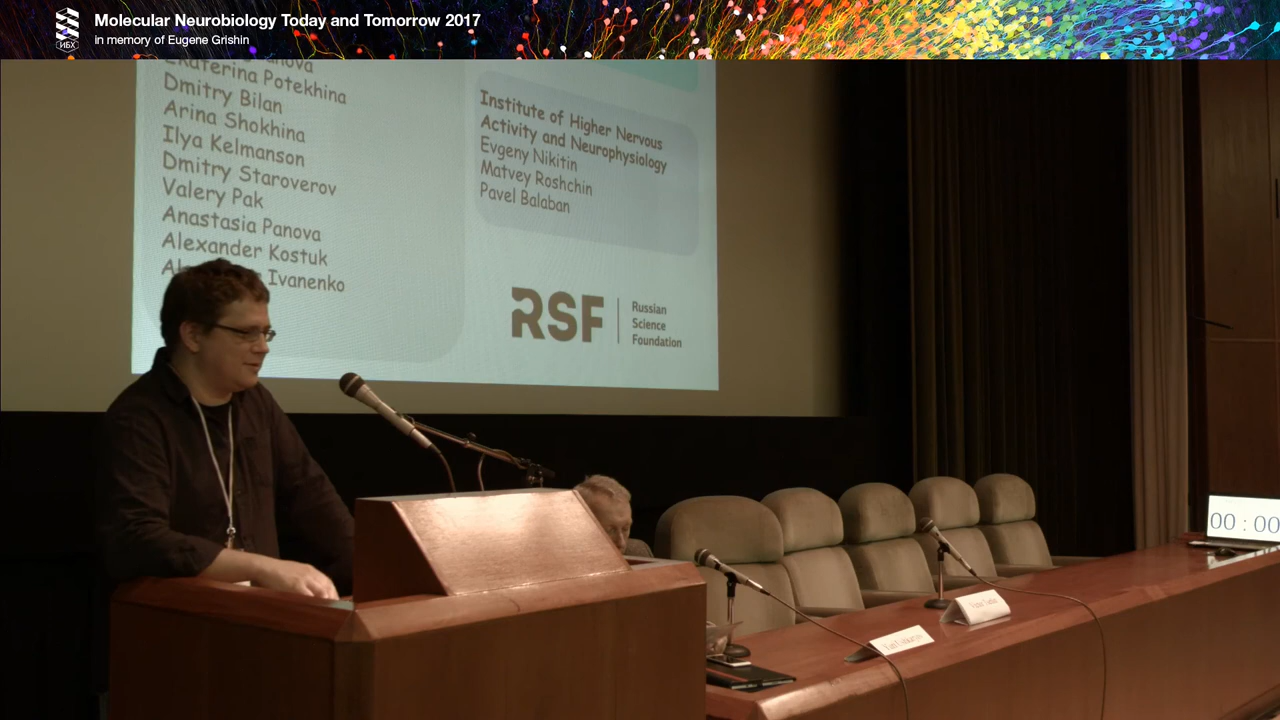 Molecular Neurobiology Today and Tomorrow 2017
in memory of Eugene Grishin
ИБХ
Ekaterina Potekhina
Dmitry Bilan
Arina Shokhina
Ilya Kelmanson
Dmitry Staroverov
Valery Pak
Anastasia Panova
Alexander Kostuk
Ivanenko
Institute of Higher Nervous
Activity and Neurophysiology
Evgeny Nikitin
Matvey Roshchin
Pavel Balaban
RSF
Russian
Science
Foundation
00 : 00